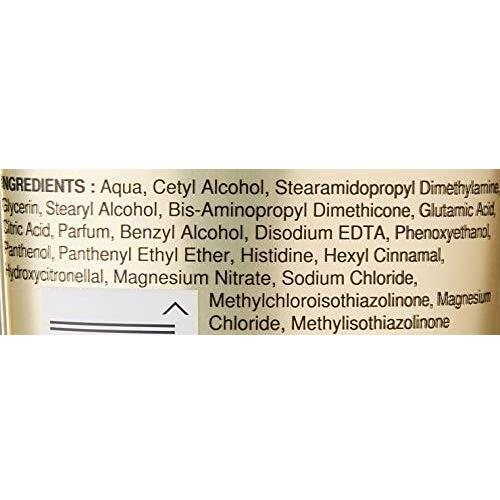 INGREDIENTS : Aqua, Cetyl Alcohol, Stearamidopropyl Dimethylamine,
Glycerin, Stearyl Alcohol, Bis-Aminopropyl Dimethicone, Glutamic Acid,
Citric Acid, Parfum, Benzyl Alcohol, Disodium EDTA, Phenoxyethanol,
Panthenol, Panthenyl Ethyl Ether, Histidine, Hexyl Cinnamal,
Hydroxycitronellal, Magnesium Nitrate, Sodium Chloride,
Methylchloroisothiazolinone, Magnesium
Chloride, Methylisothiazolinone